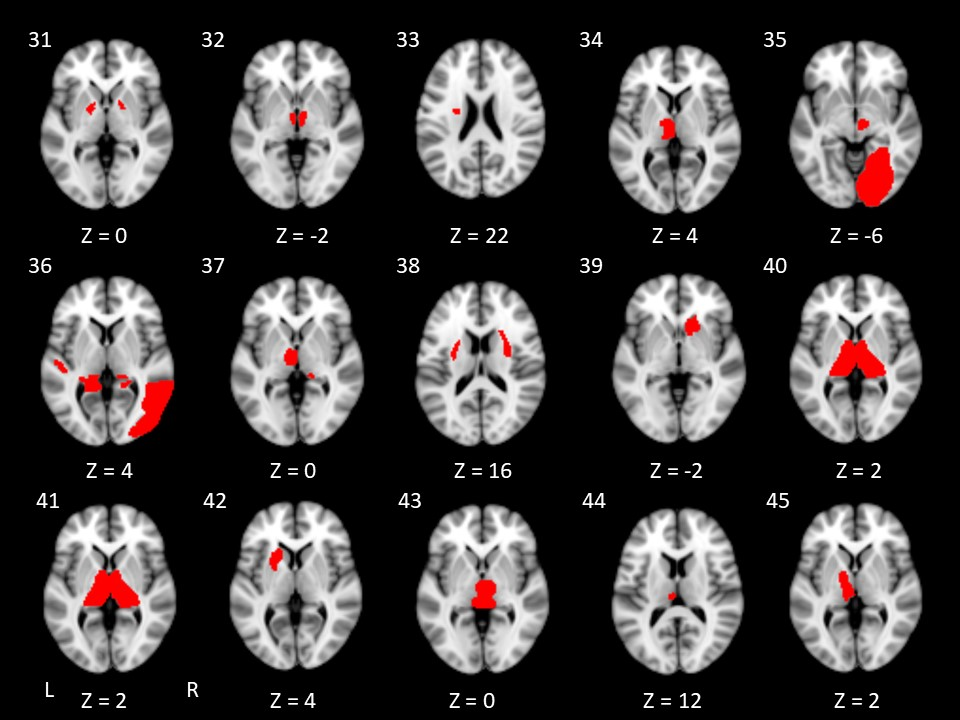 31 32 33 34 35
Z = 0 Z = -2 Z = 22 Z = 4 Z = -6
36 37 38 39 40
Z = 4 Z = 0 Z = 16 Z = -2 Z = 2
41 42 43 44 45
L R
Z = 2 Z = 4 Z = 0 Z = 12 Z = 2